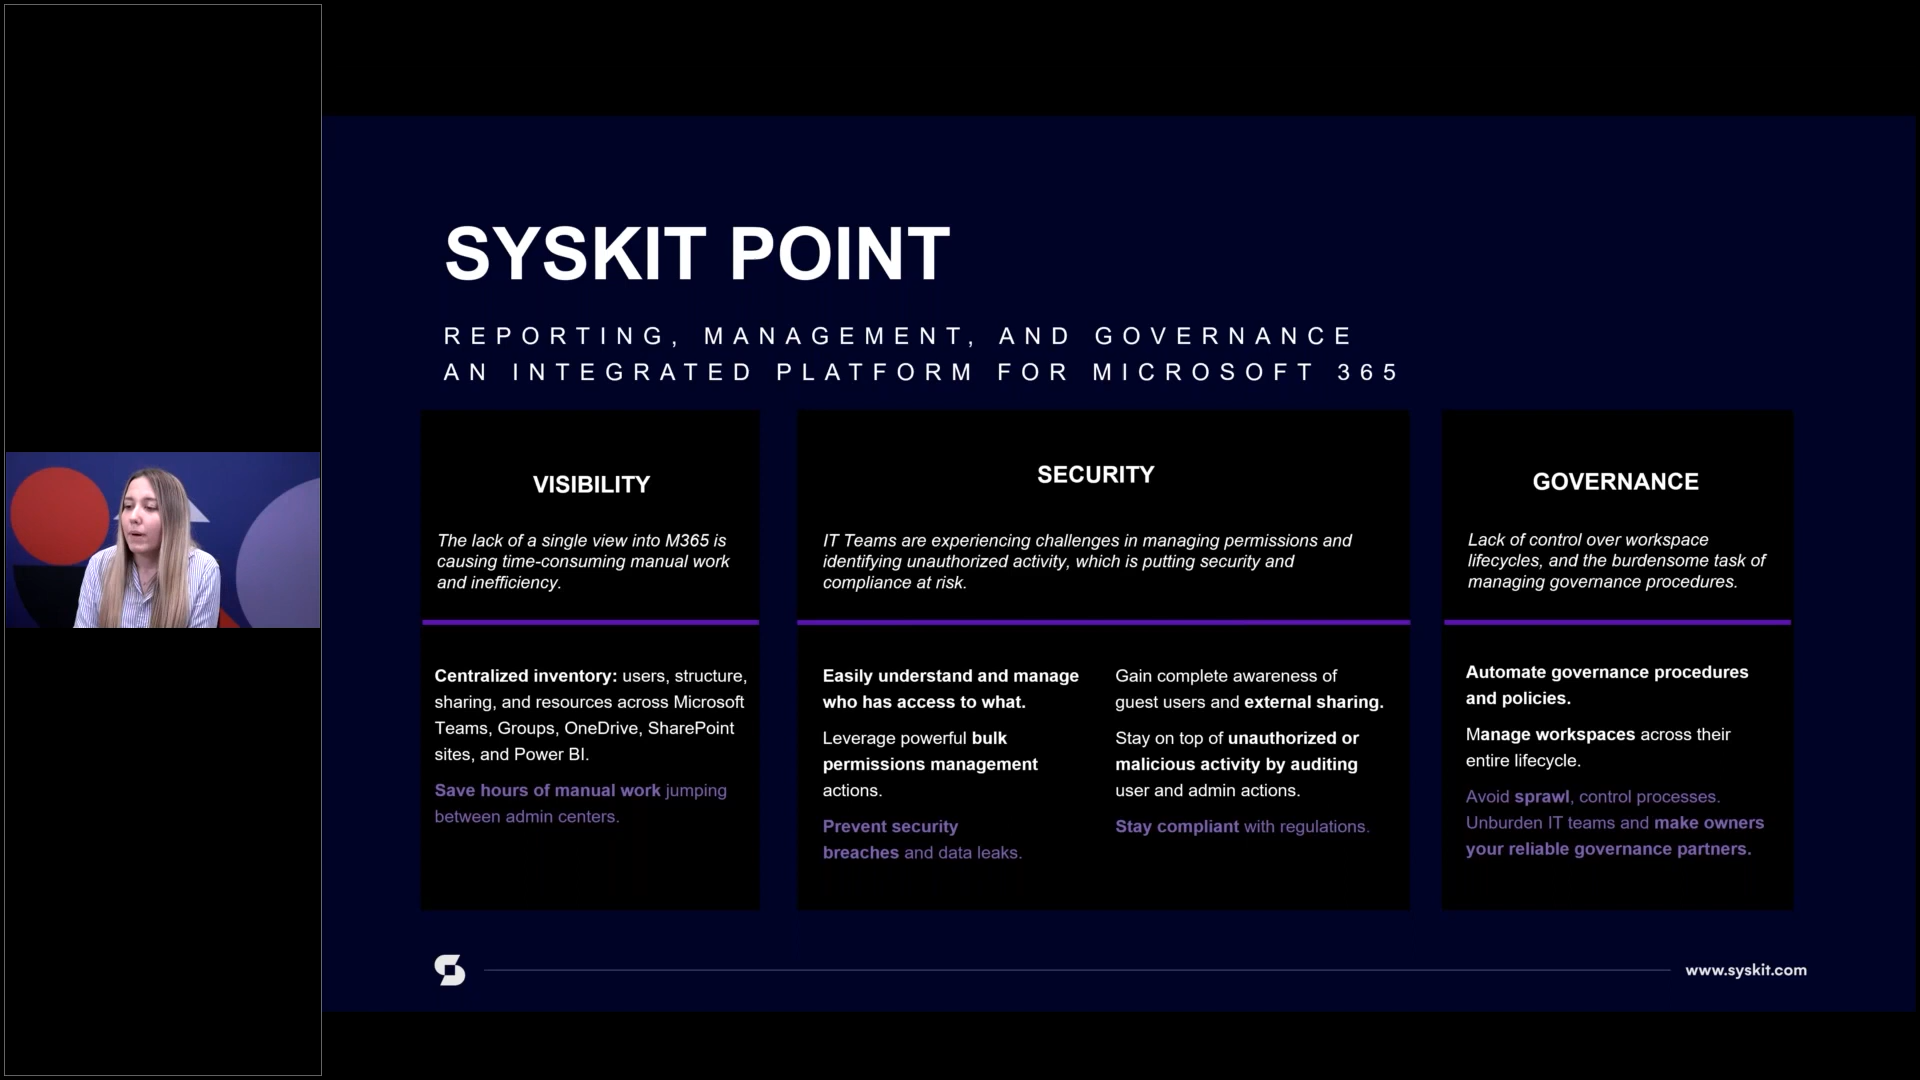 SYSKIT POINT
REPORTING, MANAGEMENT, AND GOVERNANCE
AN INTEGRATED PLATFORM FOR MICROSOFT 365
VISIBILITY
The lack of a single view into M365 is
causing time-consuming manual work
and inefficiency.
Centralized inventory: users, structure,
sharing, and resources across Microsoft
Teams, Groups, OneDrive, SharePoint
sites, and Power BI.
Save hours of manual work jumping
between admin centers.
SECURITY
IT Teams are experiencing challenges in managing permissions and
identifying unauthorized activity, which is putting security and
compliance at risk.
Easily understand and manage
who has access to what.
Leverage powerful bulk
permissions management
actions.
Prevent security
breaches and data leaks.
Gain complete awareness of
guest users and external sharing.
Stay on top of unauthorized or
malicious activity by auditing
user and admin actions.
Stay compliant with regulations.
GOVERNANCE
Lack of control over workspace
lifecycles, and the burdensome task of
managing governance procedures.
Automate governance procedures
and policies.
Manage workspaces across their
entire lifecycle.
Avoid sprawl, control processes.
Unburden IT teams and make owners
your reliable governance partners.
www.syskit.com